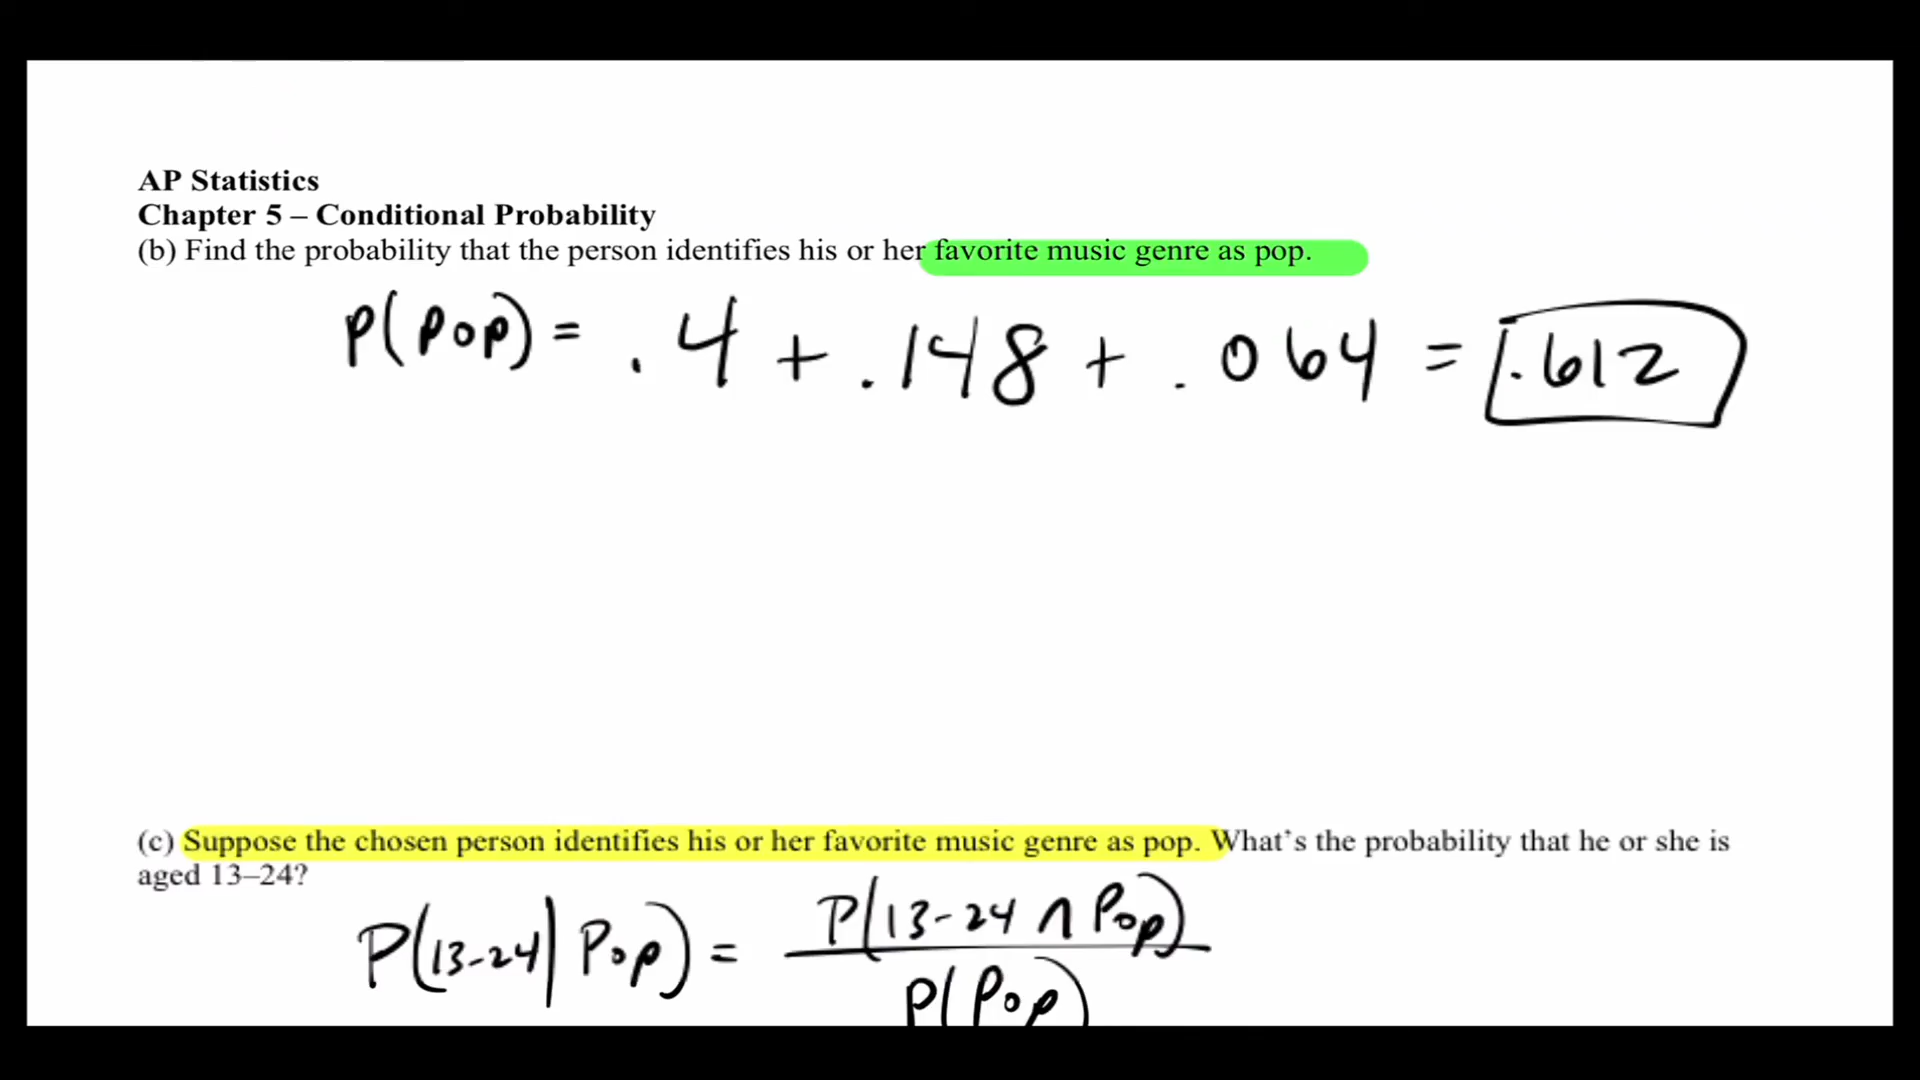 AP Statistics
Chapter 5 – Conditional Probability
(b) Find the probability that the person identifies his or her favorite music genre as pop.
P(pop) = .4 + .148 + .064 = .612
(c) Suppose the chosen person identifies his or her favorite music genre as pop. What's the probability that he or she is
aged 13–24?
P(13-24 ∩ Pop)
P(13-24| Pop) =
P(Pop)